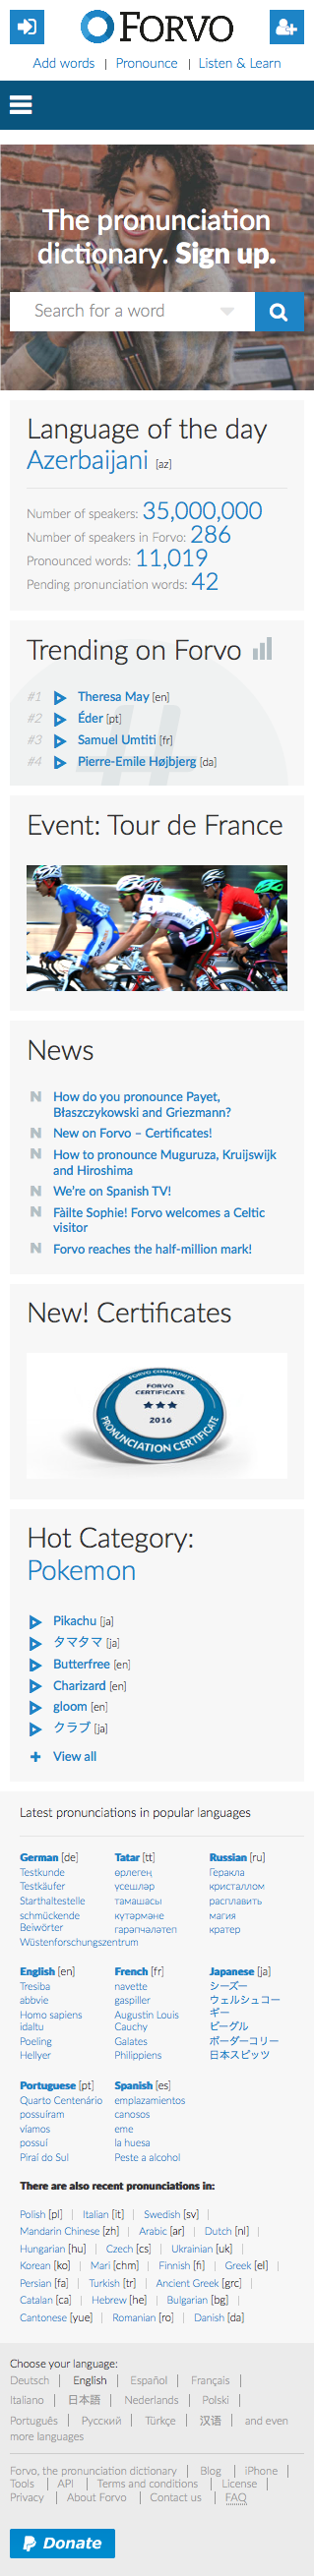 FORVO
Add words | Pronounce | Listen & Learn
The pronunciation
dictionary. Sign up.
Search for a word
Language of the day
Azerbaijani [az]
Number of speakers: 35,000,000
Number of speakers in Forvo: 286
Pronounced words: 11,019
Pending pronunciation words: 42
Trending on Forvo
#1 Theresa May [en]
#2 Éder [pt]
#3 Samuel Umtiti [fr]
#4 Pierre-Emile Højbjerg [da]
Event: Tour de France
News
N How do you pronounce Payet,
Błaszczykowski and Griezmann?
N New on Forvo – Certificates!
N How to pronounce Muguruza, Kruijswijk
and Hiroshima
N We're on Spanish TV!
N Fàilte Sophie! Forvo welcomes a Celtic
visitor
N Forvo reaches the half-million mark!
New! Certificates
FORVO COMMUNITY
FORVO
CERTIFICATE
2016
PRONUNCIATION CERTIFICATE
Hot Category:
Pokemon
Pikachu [ja]
タマタマ [ja]
Butterfree [en]
Charizard [en]
gloom [en]
クラブ [ja]
+ View all
Latest pronunciations in popular languages
German [de]
Testkunde
Testkäufer
Starthaltestelle
schmückende
Beiwörter
Wüstenforschungszentrum
Tatar [tt]
өрлегең
үсешләр
тамашасы
күтәрмәне
гарәпчәләтеп
Russian [ru]
Геракла
кристаллом
расплавить
магия
кратер
English [en]
Tresiba
abbvie
Homo sapiens
idaltu
Poeling
Hellyer
French [fr]
navette
gaspiller
Augustin Louis
Cauchy
Galates
Philippiens
Japanese [ja]
シーズー
ウェルシュコー
ギー
ビーグル
ボーダーコリー
日本スピッツ
Portuguese [pt]
Quarto Centenário
possuíram
víamos
possuí
Piraí do Sul
Spanish [es]
emplazamientos
canosos
eme
la huesa
Peste a alcohol
There are also recent pronunciations in:
Polish [pl] | Italian [it] | Swedish [sv] |
Mandarin Chinese [zh] | Arabic [ar] | Dutch [nl] |
Hungarian [hu] | Czech [cs] | Ukrainian [uk] |
Korean [ko] | Mari [chm] | Finnish [fi] | Greek [el] |
Persian [fa] | Turkish [tr] | Ancient Greek [grc] |
Catalan [ca] | Hebrew [he] | Bulgarian [bg] |
Cantonese [yue] | Romanian [ro] | Danish [da]
Choose your language:
Deutsch | English | Español | Français |
Italiano | 日本語 | Nederlands | Polski |
Português | Русский | Türkçe | 汉语 | and even
more languages
Forvo, the pronunciation dictionary | Blog | iPhone |
Tools | API | Terms and conditions | License |
Privacy | About Forvo | Contact us | FAQ
Donate